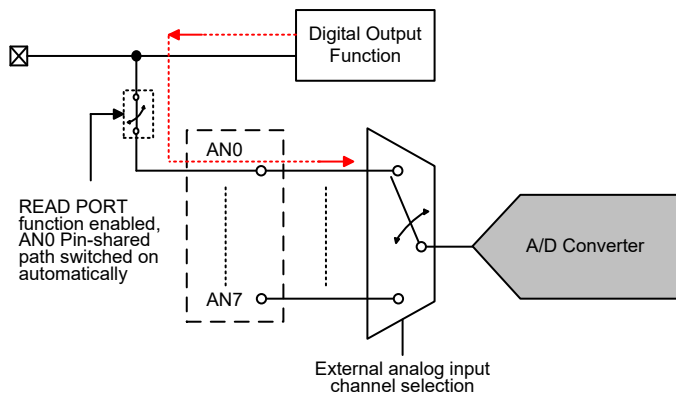 Digital Output
Function
AN0
READ PORT
function enabled,
AN0 Pin-shared
path switched on
automatically
A/D Converter
AN7
External analog input
channel selection